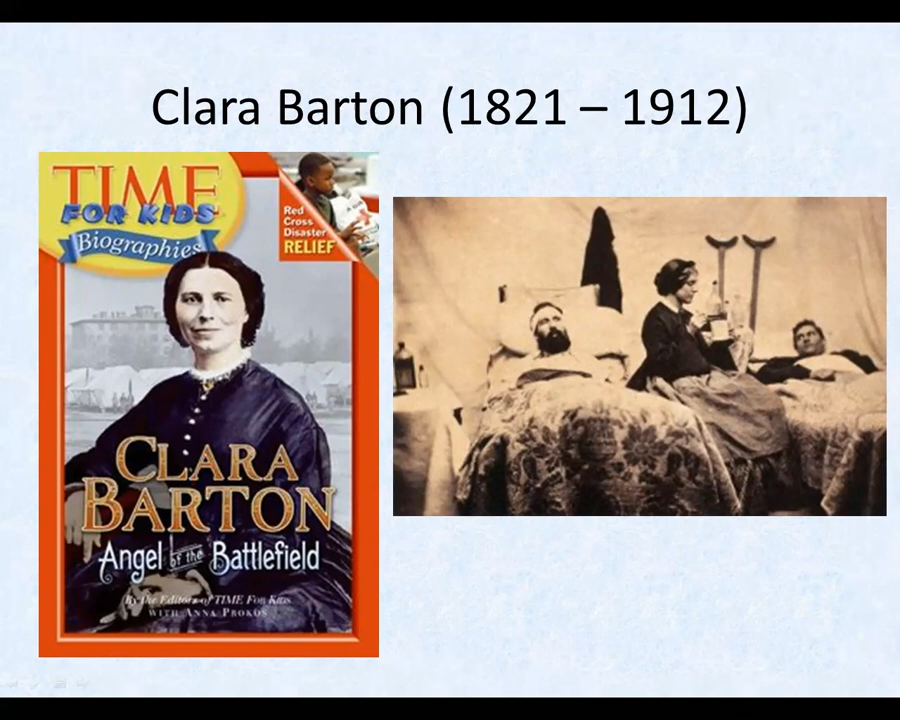 Clara Barton (1821 – 1912)
TIME
FOR KIDS
Biographies
Red
Cross
Disaster
RELIEF
CLARA
BARTON
Angel of the Battlefield
By the Editors of TIME For Kids
WITH ANNA PROKOS